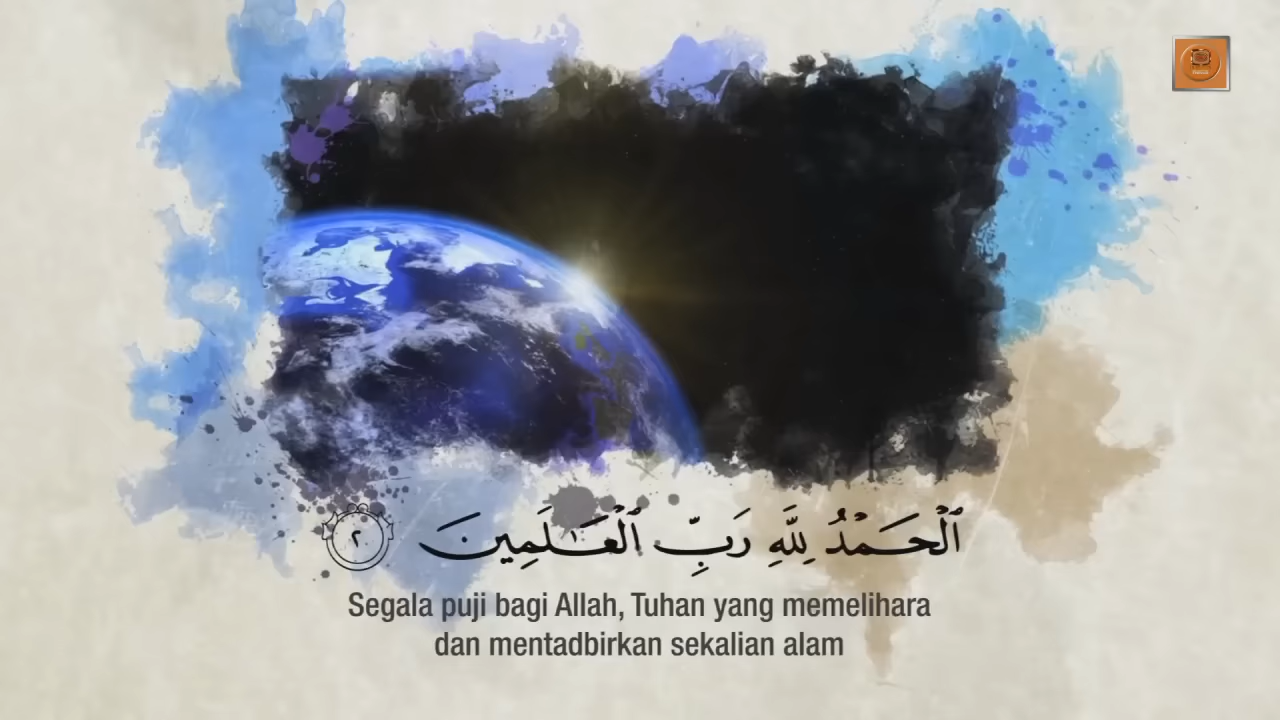 ٱلْحَمْدُ لِلَّهِ رَبِّ ٱلْعَـٰلَمِينَ ٢
Segala puji bagi Allah, Tuhan yang memelihara
dan mentadbirkan sekalian alam